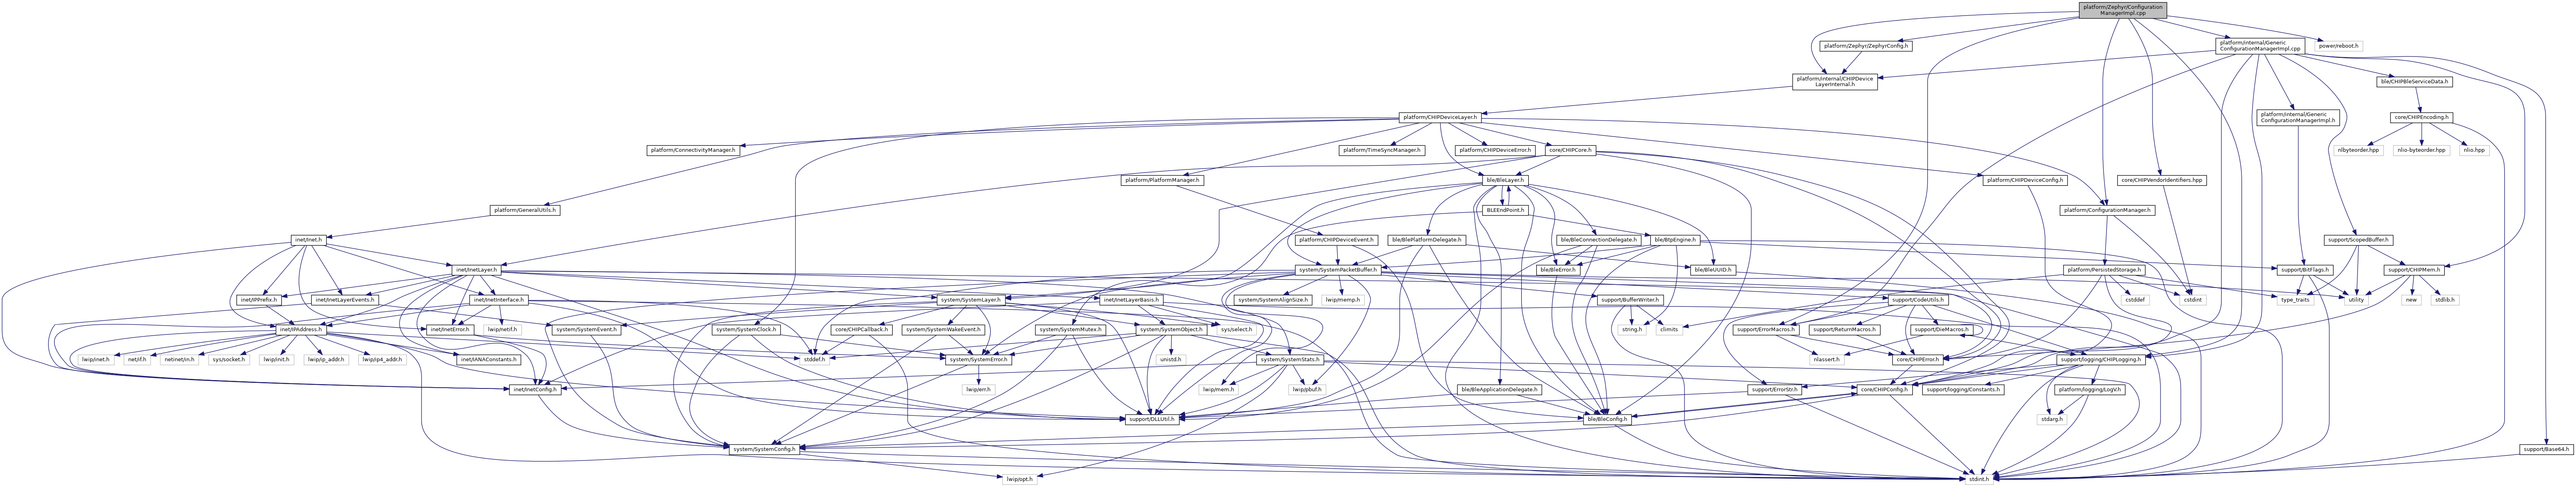 platform/Zephyr/Configuration
ManagerImpl.cpp
platform/Zephyr/ZephyrConfig.h
platform/internal/Generic
ConfigurationManagerImpl.cpp
power/reboot.h
platform/internal/CHIPDevice
LayerInternal.h
ble/CHIPBleServiceData.h
platform/CHIPDeviceLayer.h
platform/internal/Generic
ConfigurationManagerImpl.h
core/CHIPEncoding.h
platform/ConnectivityManager.h
platform/TimeSyncManager.h
platform/CHIPDeviceError.h
core/CHIPCore.h
nlbyteorder.hpp
nlio-byteorder.hpp
nlio.hpp
platform/PlatformManager.h
ble/BleLayer.h
platform/CHIPDeviceConfig.h
core/CHIPVendorIdentifiers.hpp
platform/GeneralUtils.h
BLEEndPoint.h
platform/ConfigurationManager.h
inet/Inet.h
platform/CHIPDeviceEvent.h
ble/BlePlatformDelegate.h
ble/BleConnectionDelegate.h
ble/BtpEngine.h
support/ScopedBuffer.h
inet/InetLayer.h
system/SystemPacketBuffer.h
ble/BleError.h
ble/BleUUID.h
platform/PersistedStorage.h
support/BitFlags.h
support/CHIPMem.h
inet/IPPrefix.h
inet/InetLayerEvents.h
inet/InetInterface.h
system/SystemLayer.h
inet/InetLayerBasis.h
system/SystemAlignSize.h
lwip/memp.h
support/BufferWriter.h
support/CodeUtils.h
cstddef
cstdint
type_traits
utility
new
stdlib.h
inet/IPAddress.h
inet/InetError.h
lwip/netif.h
system/SystemEvent.h
system/SystemClock.h
core/CHIPCallback.h
system/SystemWakeEvent.h
system/SystemMutex.h
system/SystemObject.h
sys/select.h
string.h
climits
support/ErrorMacros.h
support/ReturnMacros.h
support/DieMacros.h
lwip/inet.h
net/if.h
netinet/in.h
sys/socket.h
lwip/init.h
lwip/ip_addr.h
lwip/ip4_addr.h
inet/IANAConstants.h
stddef.h
system/SystemError.h
unistd.h
system/SystemStats.h
nlassert.h
core/CHIPError.h
support/logging/CHIPLogging.h
inet/InetConfig.h
lwip/err.h
lwip/mem.h
lwip/pbuf.h
ble/BleApplicationDelegate.h
support/ErrorStr.h
core/CHIPConfig.h
support/logging/Constants.h
platform/logging/LogV.h
support/DLLUtil.h
ble/BleConfig.h
stdarg.h
system/SystemConfig.h
support/Base64.h
lwip/opt.h
stdint.h